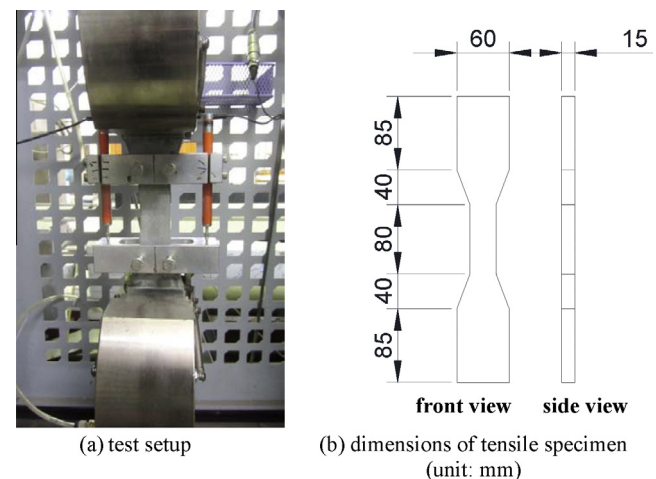 60
15
85
40
80
40
85
front view
side view
(a) test setup
(b) dimensions of tensile specimen
(unit: mm)